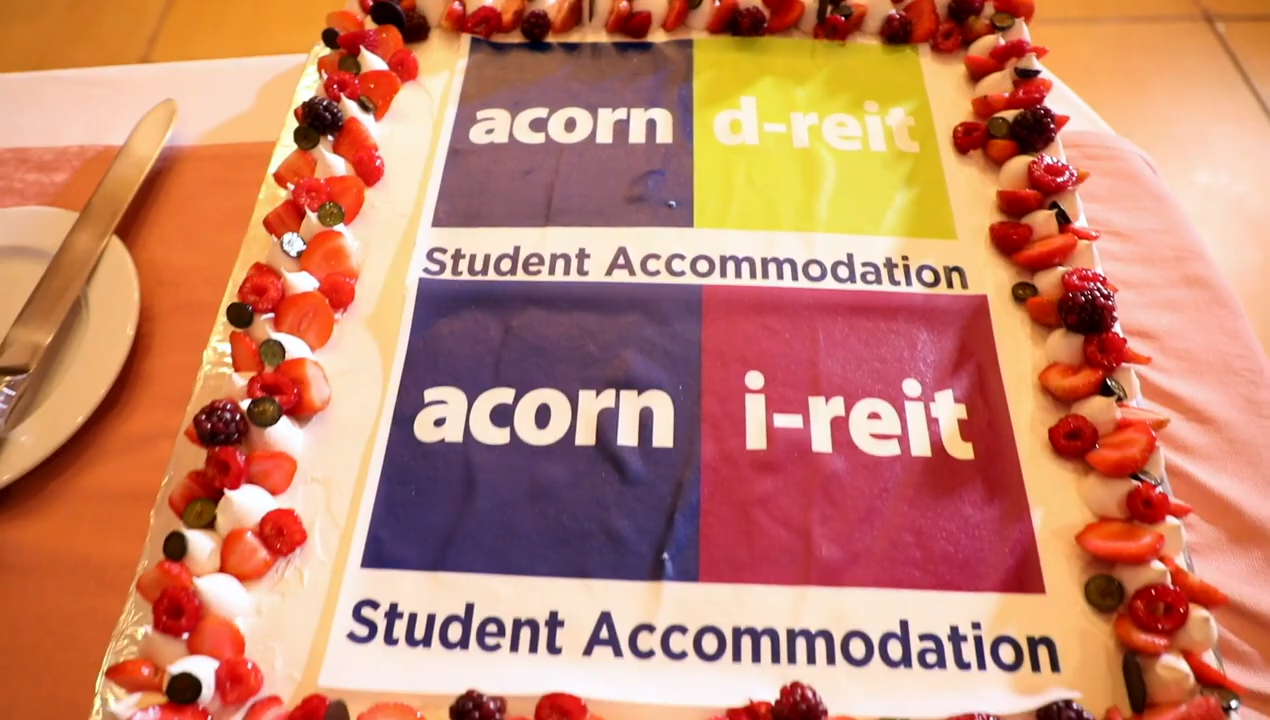 acorn d-reit
Student Accommodation
acorn i-reit
Student Accommodation